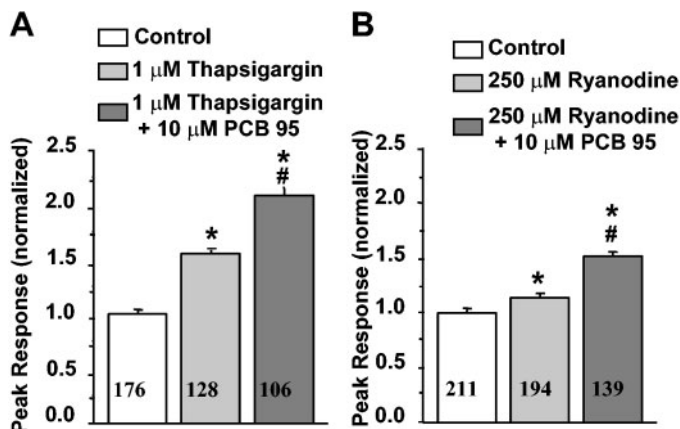 A
Control
1 μM Thapsigargin
1 μM Thapsigargin
+ 10 μM PCB 95
Peak Response (normalized)
2.5
2.0
1.5
1.0
0.5
0.0
*
*
#
176
128
106
B
Control
250 μM Ryanodine
250 μM Ryanodine
+ 10 μM PCB 95
Peak Response (normalized)
2.5
2.0
1.5
1.0
0.5
0.0
*
*
#
211
194
139